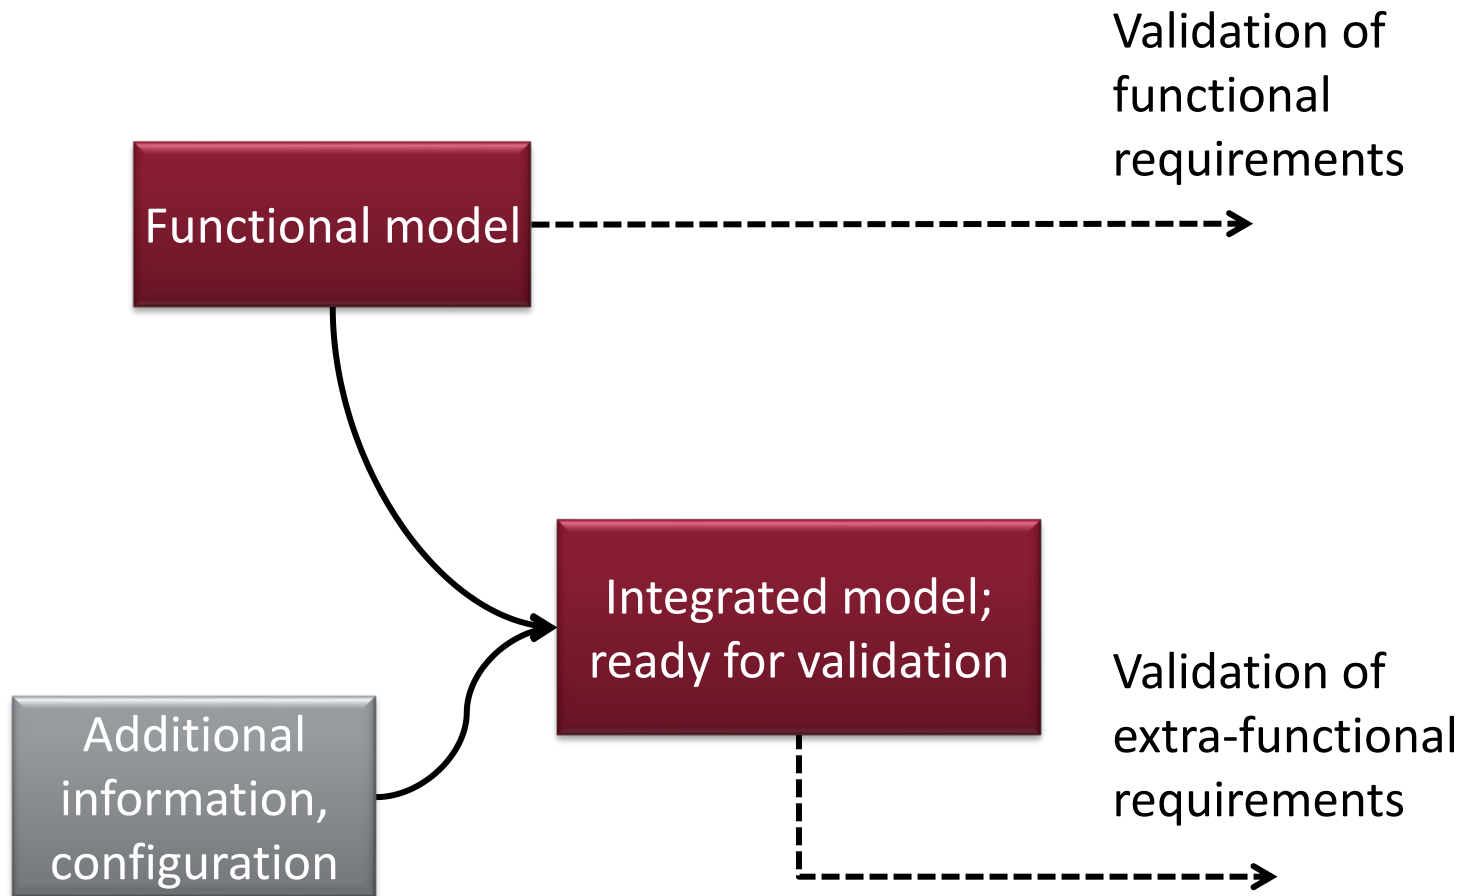 Validation of
functional
requirements
Functional model
Integrated model;
ready for validation
Validation of
extra-functional
requirements
Additional
information,
configuration